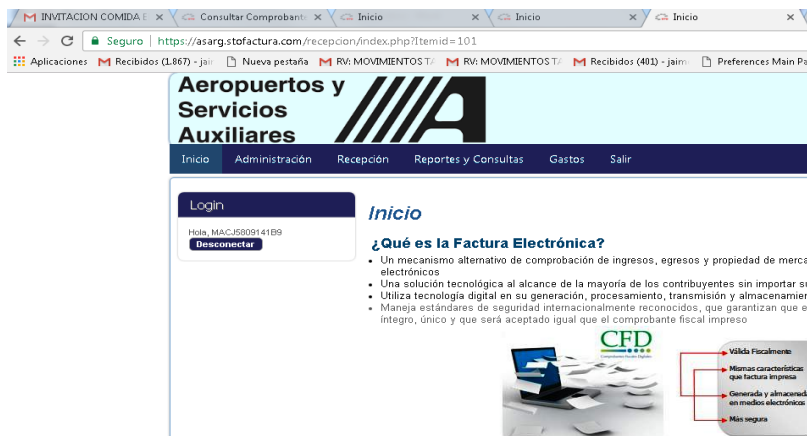 INVITACION COMIDA E
Consultar Comprobant
Inicio
Inicio
Inicio
Seguro | https://asarg.stofactura.com/recepcion/index.php?Itemid=101
Aplicaciones
Recibidos (1.867) - jai
Nueva pestaña
RV: MOVIMIENTOS T
RV: MOVIMIENTOS T
Recibidos (401) - jaim
Preferences Main Pa
Aeropuertos y
Servicios
Auxiliares
Inicio Administración Recepción Reportes y Consultas Gastos Salir
Login
Hola, MACJ5809141B9
Desconectar
Inicio
¿Qué es la Factura Electrónica?
Un mecanismo alternativo de comprobación de ingresos, egresos y propiedad de merca
electrónicos
Una solución tecnológica al alcance de la mayoría de los contribuyentes sin importar s
Utiliza tecnología digital en su generación, procesamiento, transmisión y almacenamie
Maneja estándares de seguridad internacionalmente reconocidos, que garantizan que e
íntegro, único y que será aceptado igual que el comprobante fiscal impreso
CFD
Válida Fiscalmente
Mismas características
que factura impresa
Generada y almacenada
en medios electrónicos
Más segura